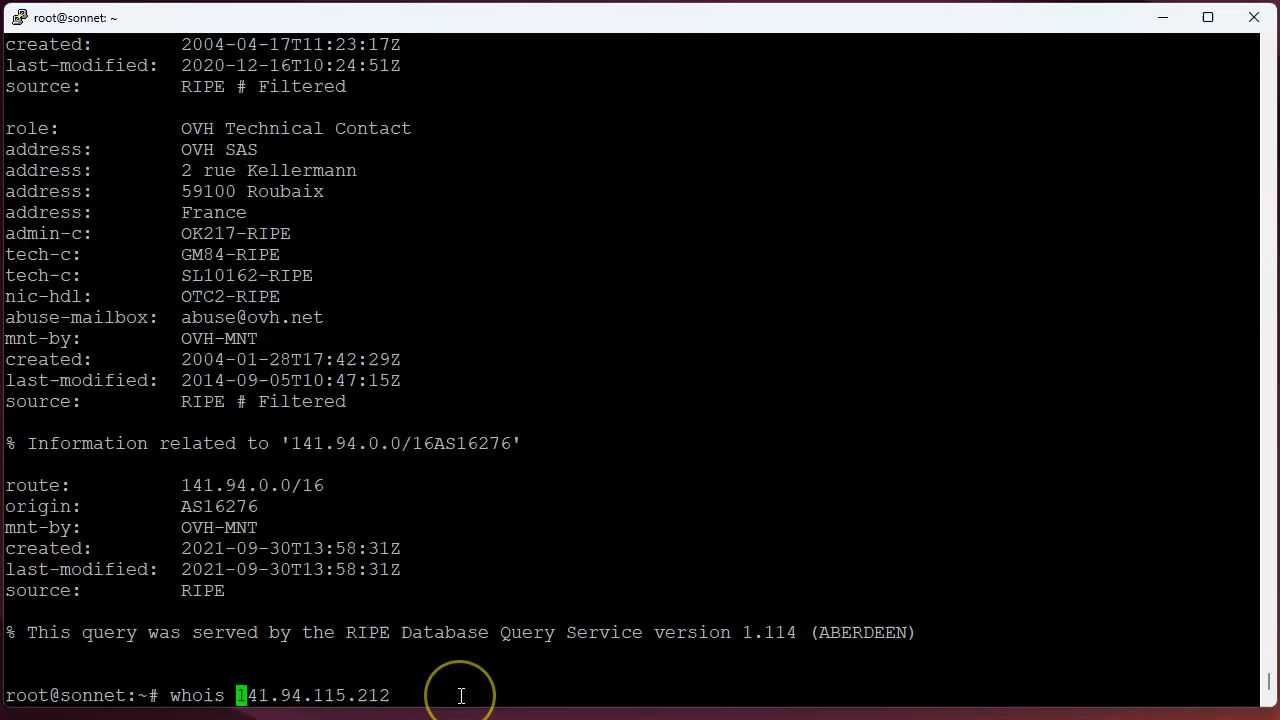 root@sonnet: ~
created: 2004-04-17T11:23:17Z
last-modified: 2020-12-16T10:24:51Z
source: RIPE # Filtered
role: OVH Technical Contact
address: OVH SAS
address: 2 rue Kellermann
address: 59100 Roubaix
address: France
admin-c: OK217-RIPE
tech-c: GM84-RIPE
tech-c: SL10162-RIPE
nic-hdl: OTC2-RIPE
abuse-mailbox: abuse@ovh.net
mnt-by: OVH-MNT
created: 2004-01-28T17:42:29Z
last-modified: 2014-09-05T10:47:15Z
source: RIPE # Filtered
% Information related to '141.94.0.0/16AS16276'
route: 141.94.0.0/16
origin: AS16276
mnt-by: OVH-MNT
created: 2021-09-30T13:58:31Z
last-modified: 2021-09-30T13:58:31Z
source: RIPE
% This query was served by the RIPE Database Query Service version 1.114 (ABERDEEN)
root@sonnet:~# whois 141.94.115.212